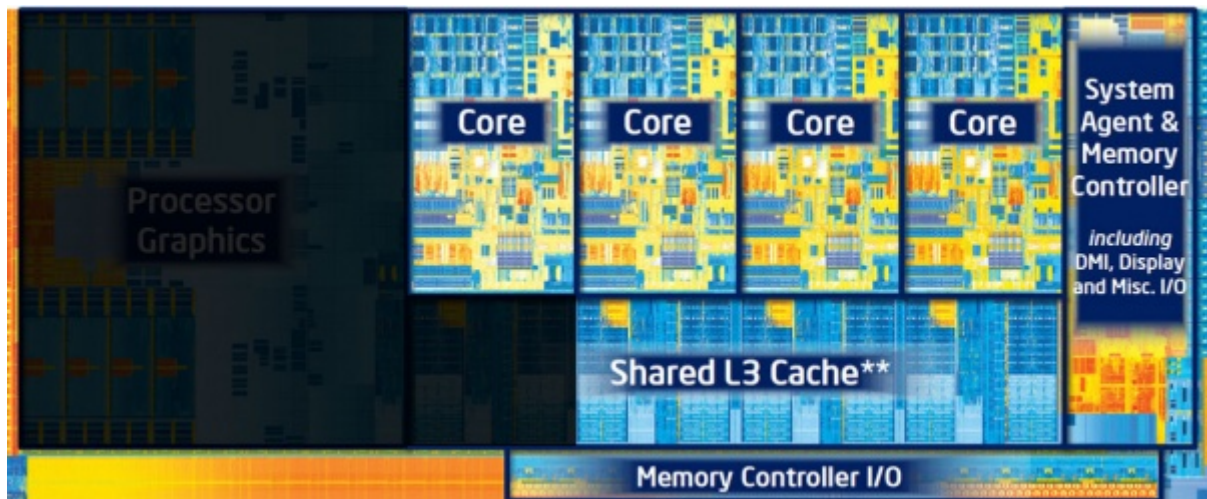 Processor
Graphics
Core
Core
Core
Core
System
Agent &
Memory
Controller
including
DMI, Display
and Misc. I/O
Shared L3 Cache**
Memory Controller I/O